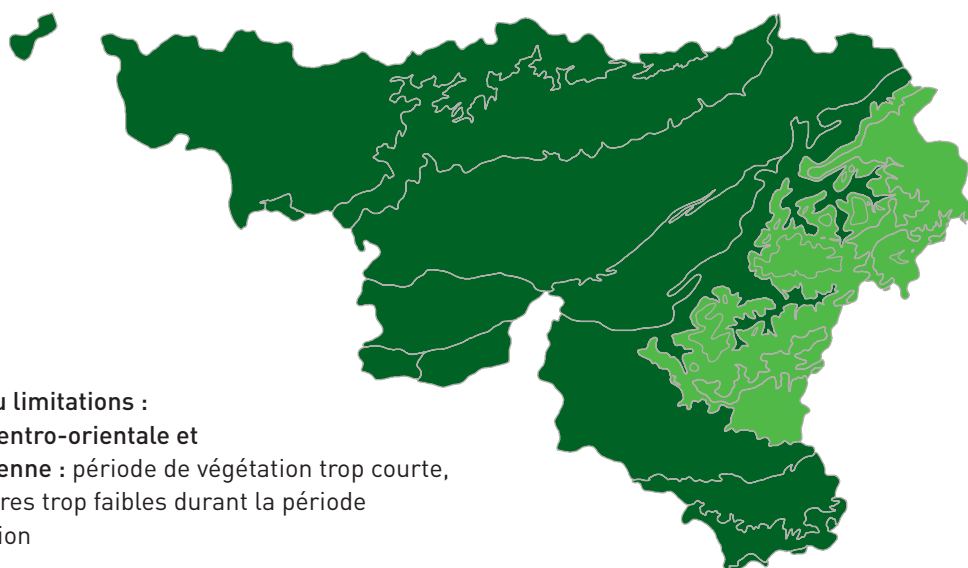 u limitations :
entro-orientale et
enne : période de végétation trop courte,
res trop faibles durant la période
ion